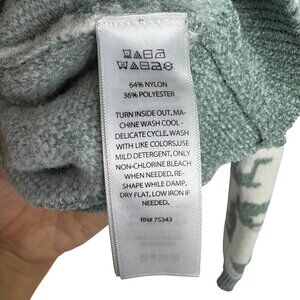 64% NYLON
36% POLYESTER
TURN INSIDE OUT, MA-
CHINE WASH COOL -
DELICATE CYCLE, WASH
WITH LIKE COLORS,USE
MILD DETERGENT, ONLY
NON-CHLORINE BLEACH
WHEN NEEDED, RE-
SHAPE WHILE DAMP,
DRY FLAT, LOW IRON IF
NEEDED.
RN# 75343